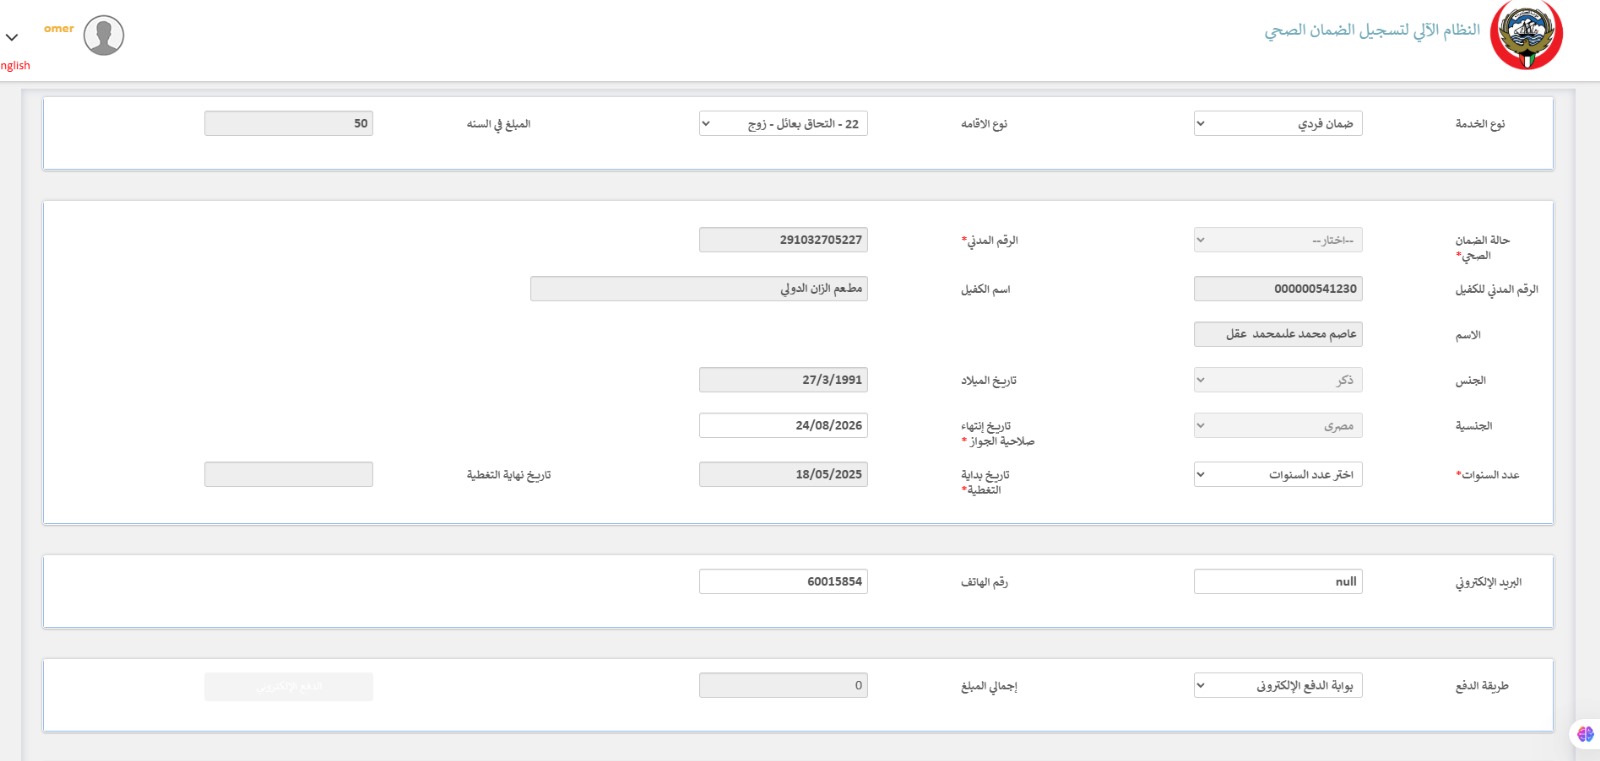 النظام الآلي لتسجيل الضمان الصحي
omer
nglish
نوع الخدمة ضمان فردي نوع الاقامه 22 - التحاق بعائل - زوج المبلغ في السنه 50
حالة الضمان الصحي* --اختار-- الرقم المدني* 291032705227
الرقم المدني للكفيل 000000541230 اسم الكفيل مطعم الزان الدولي
الاسم عاصم محمد علىمحمد عقل
الجنس ذكر تاريخ الميلاد 27/3/1991
الجنسية مصرى تاريخ إنتهاء صلاحية الجواز * 24/08/2026
عدد السنوات* اختر عدد السنوات تاريخ بداية التغطية* 18/05/2025 تاريخ نهاية التغطية
البريد الإلكتروني null رقم الهاتف 60015854
طريقة الدفع بوابة الدفع الإلكترونى إجمالي المبلغ 0 الدفع الإلكتروني